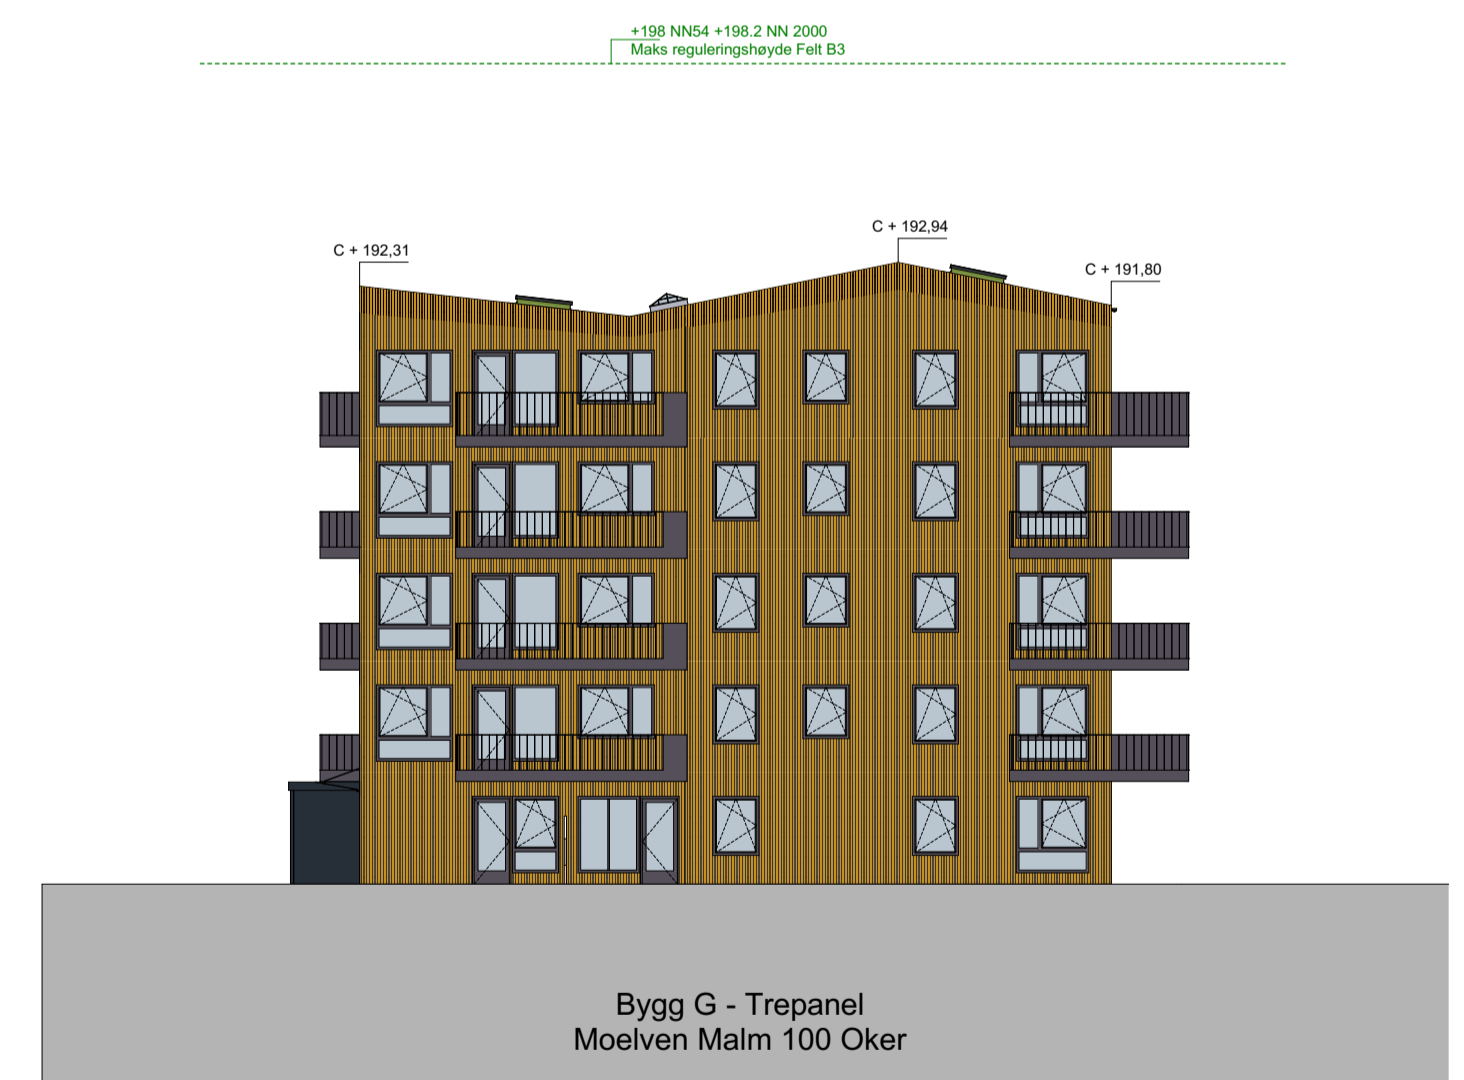 +198 NN54 +198.2 NN 2000
Maks reguleringshøyde Felt B3
C + 192,94
C + 192,31
C + 191,80
Bygg G - Trepanel
Moelven Malm 100 Oker